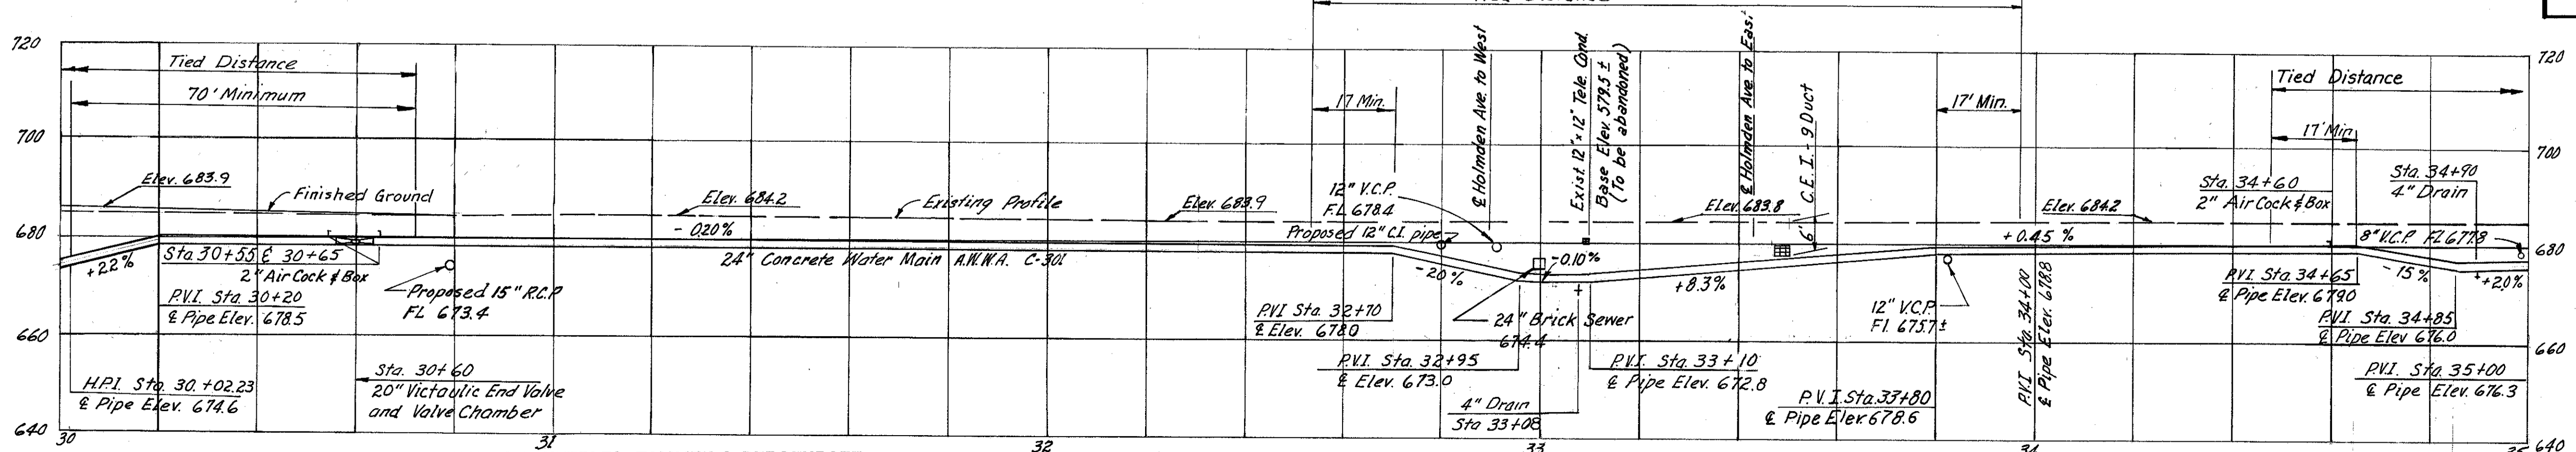 720
700
680
660
640
Tied Distance
70' Minimum
Elev. 683.9
Finished Ground
+22%
Sta. 30+55 & 30+65
2" Air Cock & Box
P.V.I. Sta. 30+20
℄ Pipe Elev. 678.5
Proposed 15" R.C.P.
FL 673.4
H.P.I. Sta. 30.+02.23
℄ Pipe Elev. 674.6
Sta. 30+60
20" Victaulic End Valve
and Valve Chamber
Elev. 684.2
- 0.20%
Existing Profile
24" Concrete Water Main A.W.W.A. C-301
Elev. 683.9
17 Min.
12" V.C.P.
F.L. 678.4
Proposed 12" C.I. pipe
℄ Holmden Ave. to West
Exist. 12" x 12" Tele. Cond.
Base Elev. 579.5 ±
(To be abandoned)
℄ Holmden Ave. to East
6' C.E.I. - 9 Duct
-20%
-0.10%
+8.3%
P.V.I. Sta. 32+70
℄ Elev. 678.0
24" Brick Sewer
674.4
P.V.I. Sta. 32+95
℄ Elev. 673.0
P.V.I. Sta. 33+10
℄ Pipe Elev. 672.8
4" Drain
Sta 33+08
Elev. 683.8
17' Min.
12" V.C.P.
Fl. 675.7±
P.V.I. Sta. 33+80
℄ Pipe Elev. 678.6
P.V.I. Sta. 34+00
℄ Pipe Elev. 678.8
Elev. 684.2
+0.45 %
Sta. 34+60
2" Air Cock & Box
Tied Distance
17' Min
Sta. 34+90
4" Drain
8" V.C.P. FL 677.8
P.V.I. Sta. 34+65
℄ Pipe Elev. 679.0
-15%
+2.0%
P.V.I. Sta. 34+85
℄ Pipe Elev 676.0
P.V.I. Sta. 35+00
℄ Pipe Elev. 676.3
720
700
680
660
640
30
31
32
33
34